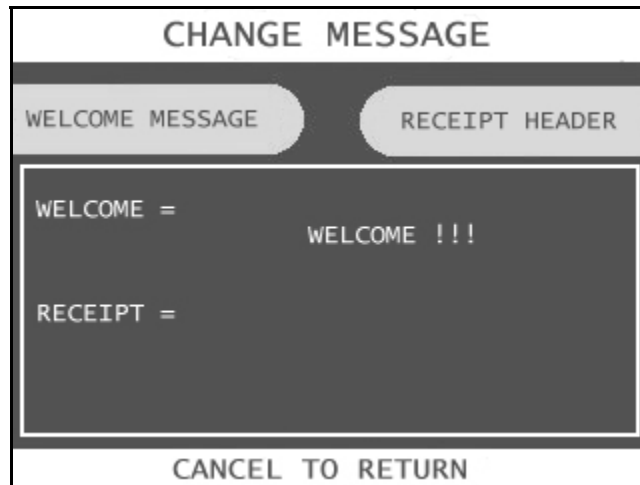 CHANGE MESSAGE
WELCOME MESSAGE
RECEIPT HEADER
WELCOME =
WELCOME !!!
RECEIPT =
CANCEL TO RETURN